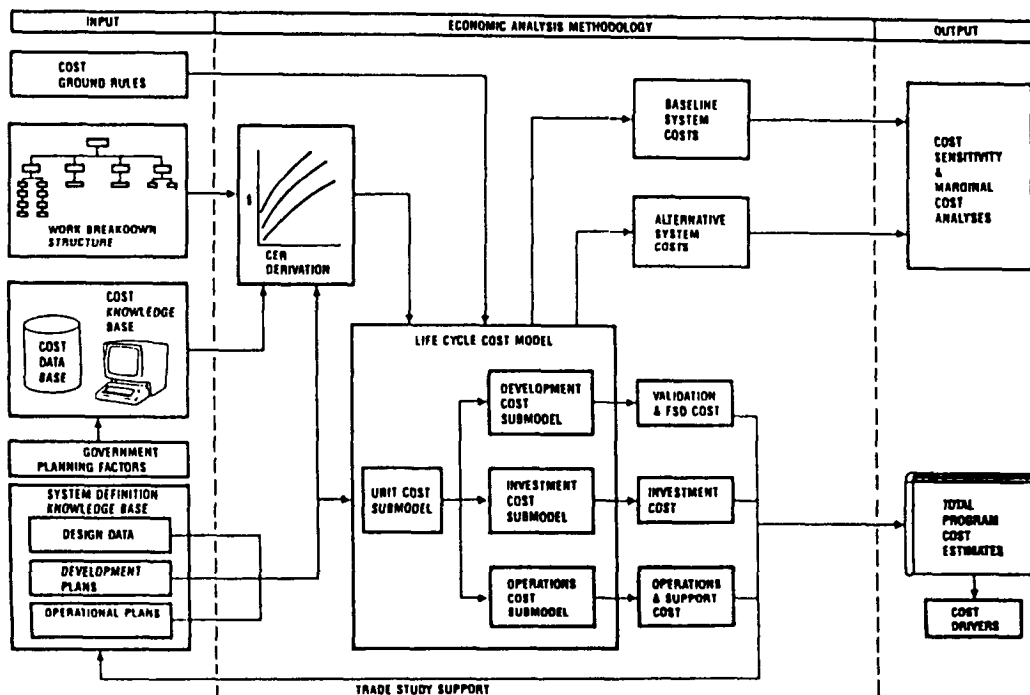 INPUT
ECONOMIC ANALYSIS METHODOLOGY
OUTPUT
COST
GROUND RULES
WORK BREAKDOWN
STRUCTURE
$
CER
DERIVATION
BASELINE
SYSTEM
COSTS
ALTERNATIVE
SYSTEM
COSTS
COST
SENSITIVITY
&
MARGINAL
COST
ANALYSES
COST
KNOWLEDGE
BASE
COST
DATA
BASE
GOVERNMENT
PLANNING FACTORS
SYSTEM DEFINITION
KNOWLEDGE BASE
DESIGN DATA
DEVELOPMENT
PLANS
OPERATIONAL PLANS
LIFE CYCLE COST MODEL
UNIT COST
SUBMODEL
DEVELOPMENT
COST
SUBMODEL
INVESTMENT
COST
SUBMODEL
OPERATIONS
COST
SUBMODEL
VALIDATION
& FSD COST
INVESTMENT
COST
OPERATIONS
& SUPPORT
COST
TOTAL
PROGRAM
COST
ESTIMATES
COST
DRIVERS
TRADE STUDY SUPPORT